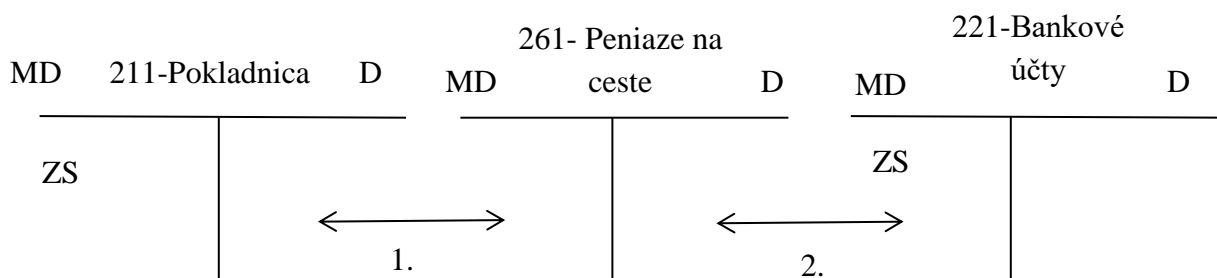 MD 211-Pokladnica D
ZS
261- Peniaze na
MD ceste D
221-Bankové
MD účty D
ZS
1.
2.